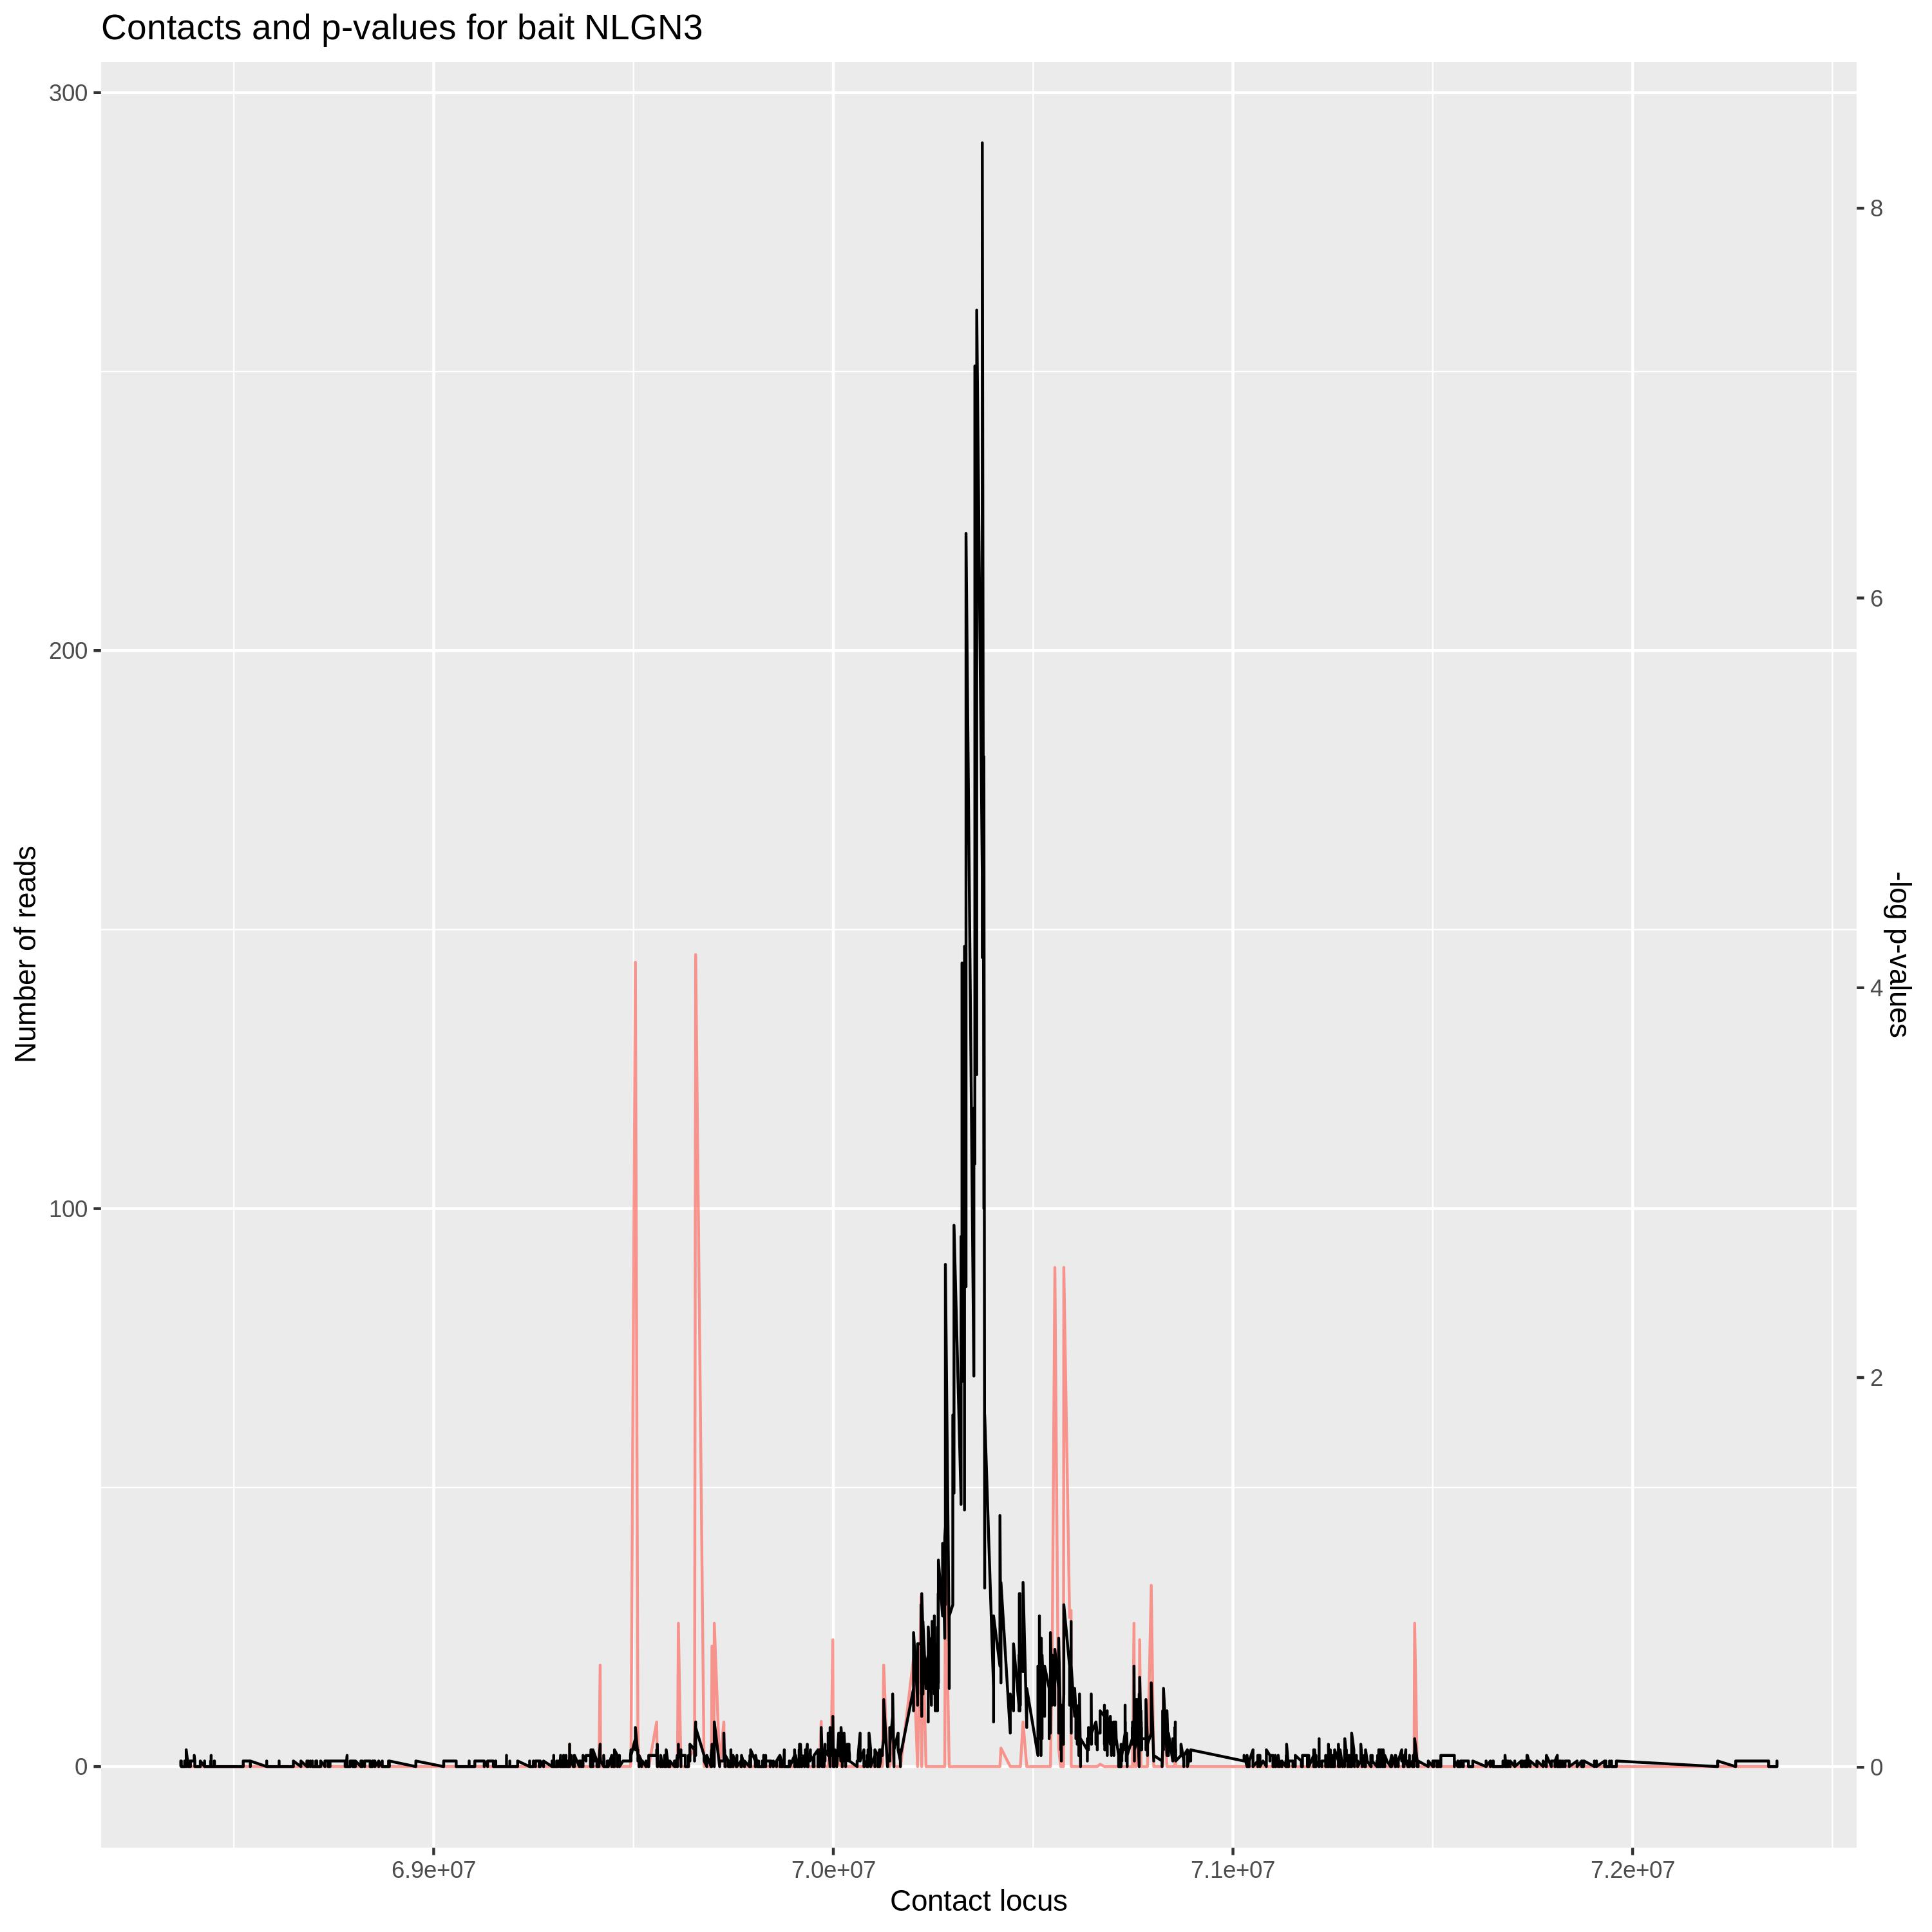 Contacts and p-values for bait NLGN3
300
200
100
0
Number of reads
8
6
4
2
0
-log p-values
6.9e+07 7.0e+07 7.1e+07 7.2e+07
Contact locus